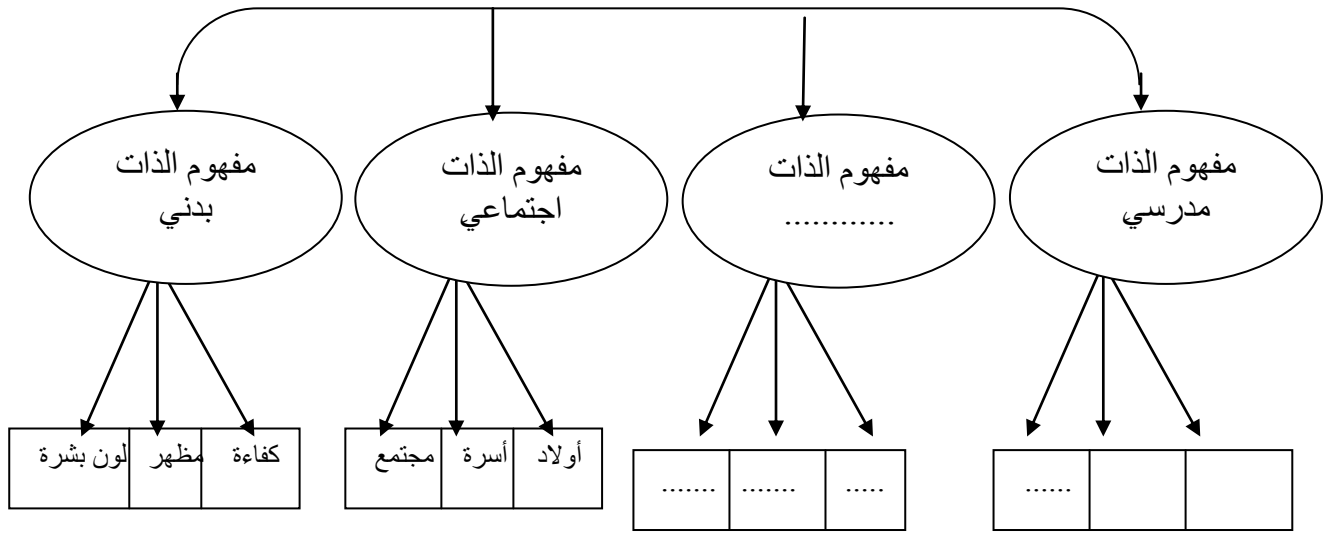 مفهوم الذات
مدرسي
مفهوم الذات
............
مفهوم الذات
اجتماعي
مفهوم الذات
بدني
......
.....
.......
.......
أولاد
أسرة
مجتمع
كفاءة
مظهر
لون بشرة